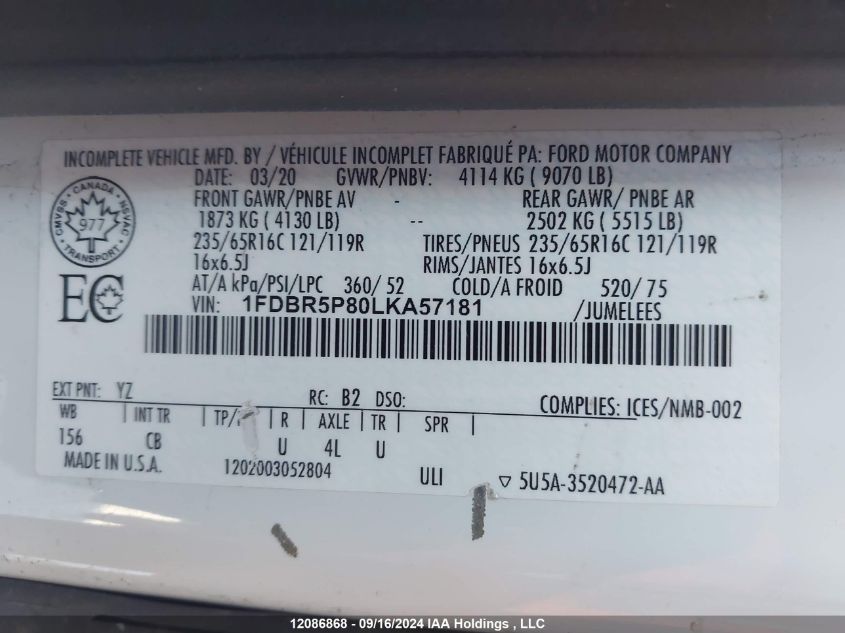 INCOMPLETE VEHICLE MFD. BY / VÉHICULE INCOMPLET FABRIQUÉ PA: FORD MOTOR COMPANY
DATE: 03/20 GVWR/PNBV: 4114 KG ( 9070 LB)
FRONT GAWR/PNBE AV - REAR GAWR/ PNBE AR
1873 KG ( 4130 LB) -- 2502 KG ( 5515 LB)
235/65R16C 121/119R TIRES/PNEUS 235/65R16C 121/119R
16x6.5J RIMS/JANTES 16x6.5J
AT/A kPa/PSI/LPC 360/ 52 COLD/A FROID 520/ 75
VIN: 1FDBR5P80LKA57181 /JUMELEES
CANADA
CMVSS NSVAC
977
TRANSPORT
EC
EXT PNT: YZ RC: B2 DSO: COMPLIES: ICES/NMB-002
WB | INT TR | TP/ | R | AXLE | TR | SPR |
156 CB U 4L U
MADE IN U.S.A. 1202003052804 ULI ▽ 5U5A-3520472-AA
12086868 - 09/16/2024 IAA Holdings , LLC